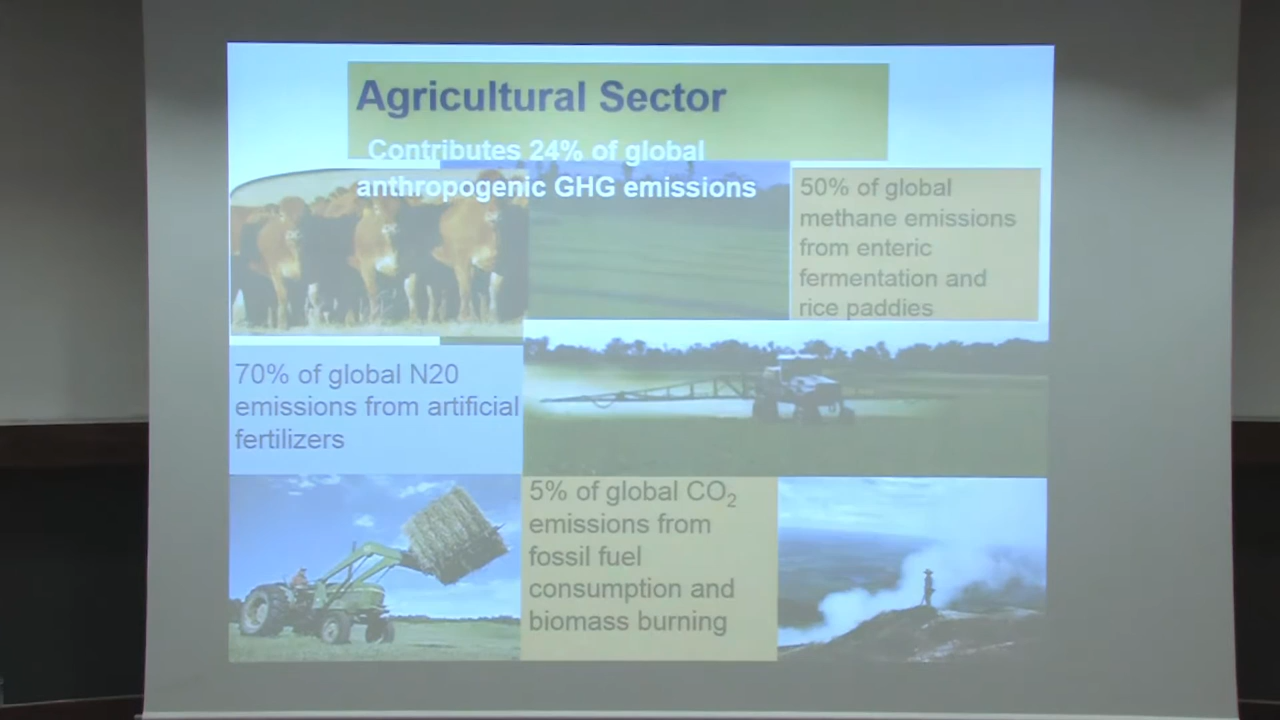 Agricultural Sector
Contributes 24% of global
anthropogenic GHG emissions
50% of global
methane emissions
from enteric
fermentation and
rice paddies
70% of global N20
emissions from artificial
fertilizers
5% of global CO₂
emissions from
fossil fuel
consumption and
biomass burning